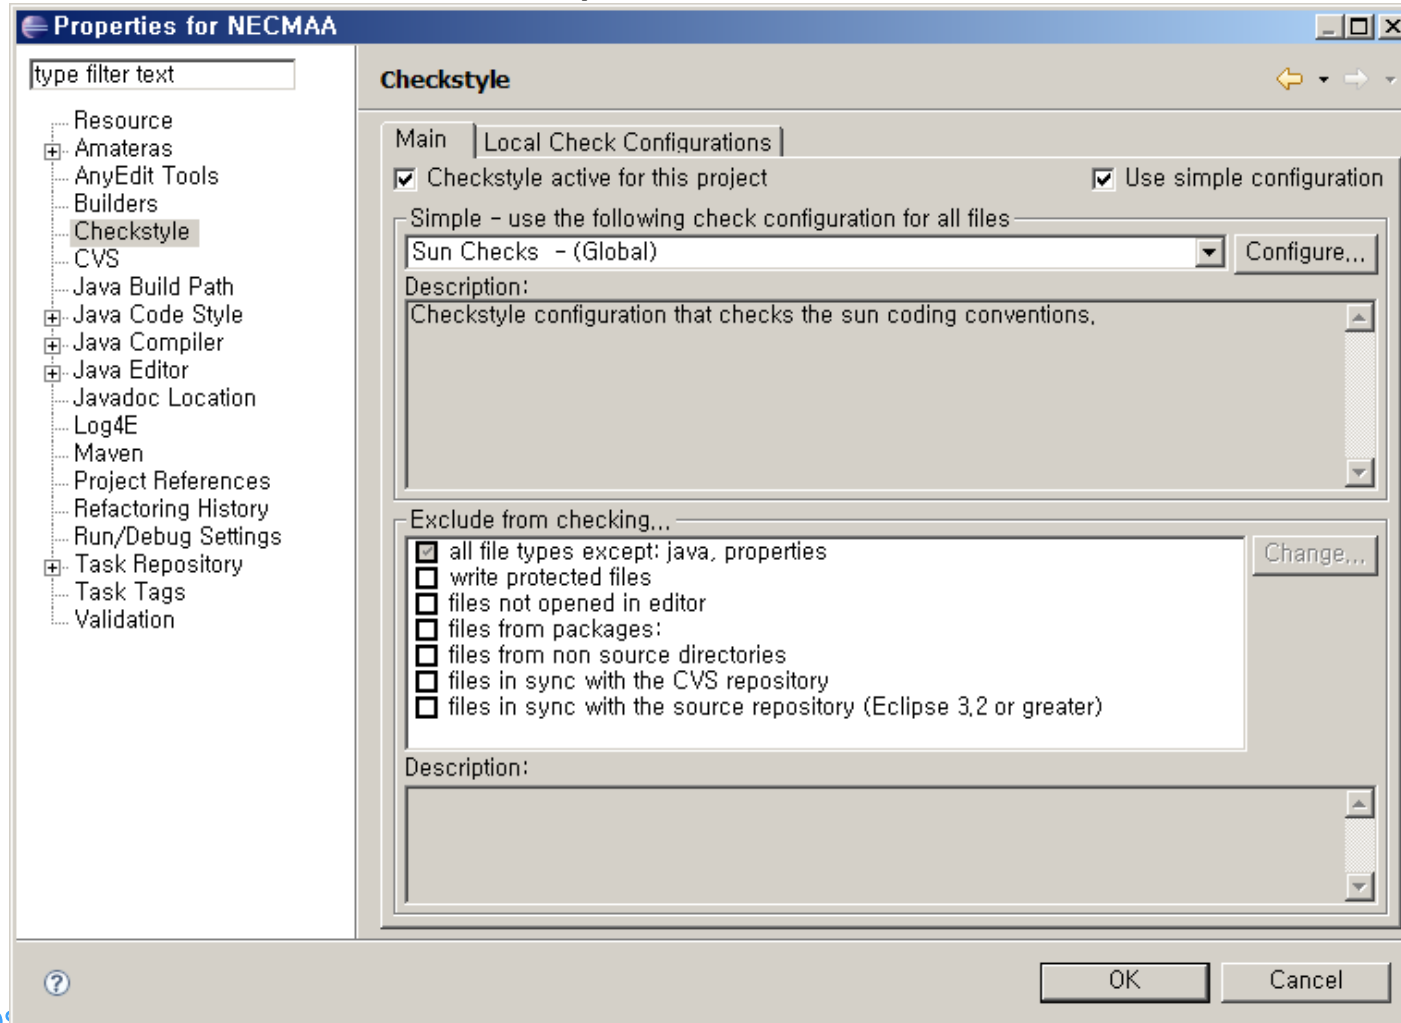 Properties for NECMAA
type filter text
Resource
Amateras
AnyEdit Tools
Builders
Checkstyle
CVS
Java Build Path
Java Code Style
Java Compiler
Java Editor
Javadoc Location
Log4E
Maven
Project References
Refactoring History
Run/Debug Settings
Task Repository
Task Tags
Validation
Checkstyle
Main
Local Check Configurations
Checkstyle active for this project
Use simple configuration
Simple - use the following check configuration for all files
Sun Checks - (Global)
Configure...
Description:
Checkstyle configuration that checks the sun coding conventions.
Exclude from checking...
all file types except: java, properties
Change...
write protected files
files not opened in editor
files from packages:
files from non source directories
files in sync with the CVS repository
files in sync with the source repository (Eclipse 3.2 or greater)
Description:
OK
Cancel